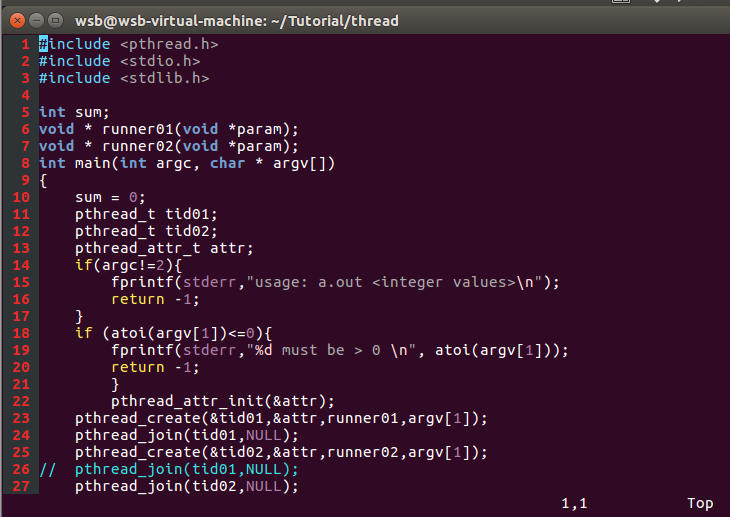 wsb@wsb-virtual-machine: ~/Tutorial/thread
1 #include <pthread.h>
2 #include <stdio.h>
3 #include <stdlib.h>
4
5 int sum;
6 void * runner01(void *param);
7 void * runner02(void *param);
8 int main(int argc, char * argv[])
9 {
10     sum = 0;
11     pthread_t tid01;
12     pthread_t tid02;
13     pthread_attr_t attr;
14     if(argc!=2){
15         fprintf(stderr,"usage: a.out <integer values>\n");
16         return -1;
17     }
18     if (atoi(argv[1])<=0){
19         fprintf(stderr,"%d must be > 0 \n", atoi(argv[1]));
20         return -1;
21         }
22         pthread_attr_init(&attr);
23     pthread_create(&tid01,&attr,runner01,argv[1]);
24     pthread_join(tid01,NULL);
25     pthread_create(&tid02,&attr,runner02,argv[1]);
26 //  pthread_join(tid01,NULL);
27     pthread_join(tid02,NULL);
1,1 Top